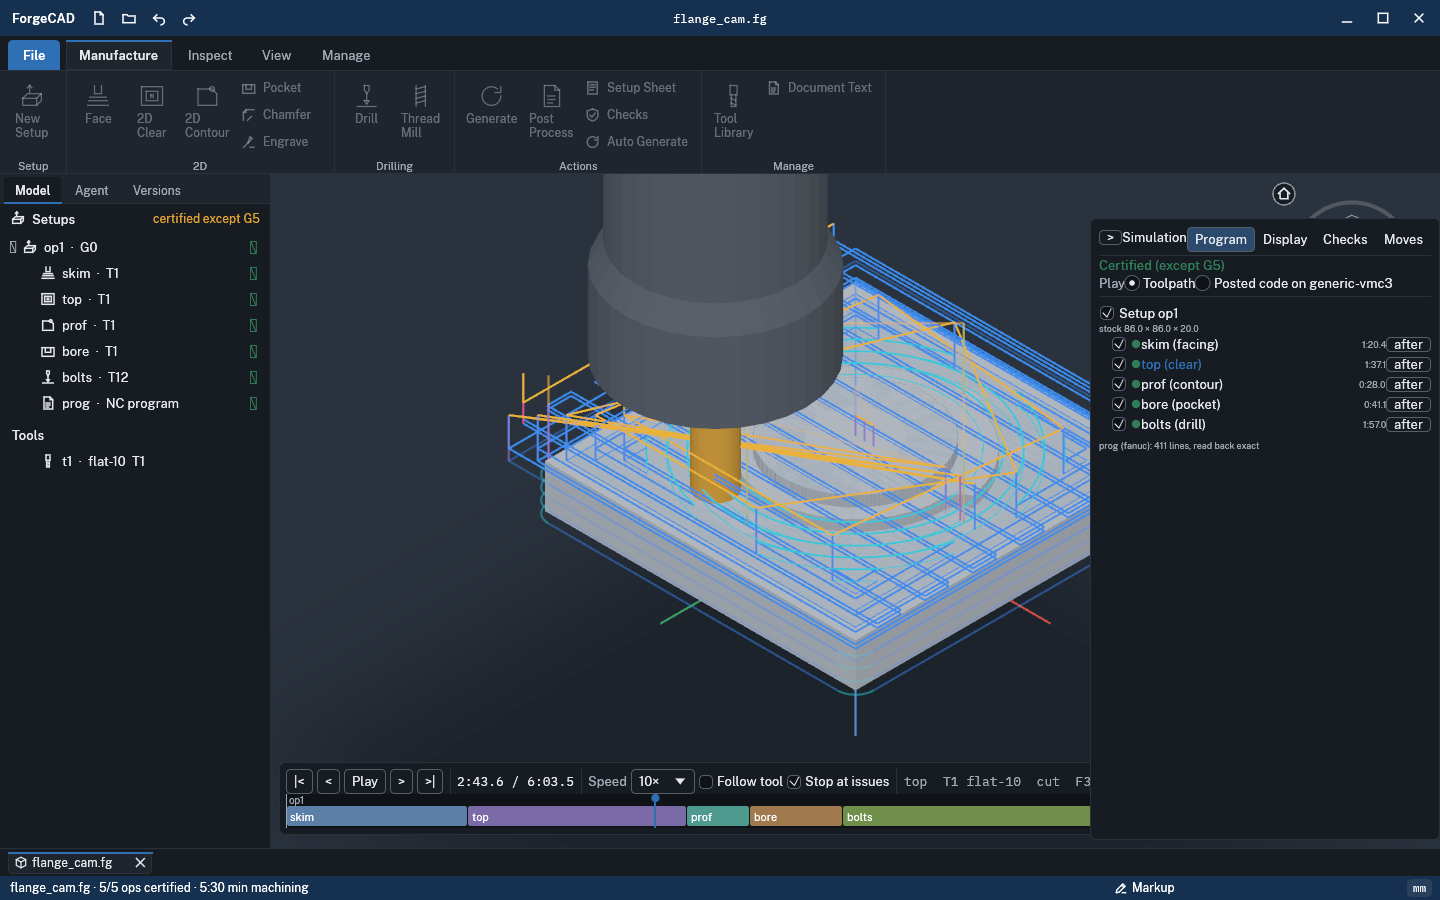 ForgeCAD
flange_cam.fg
File
Manufacture
Inspect
View
Manage
New Setup
Face
2D Clear
2D Contour
Pocket
Chamfer
Engrave
Drill
Thread Mill
Generate
Post Process
Setup Sheet
Checks
Auto Generate
Tool Library
Document Text
Setup
2D
Drilling
Actions
Manage
Model
Agent
Versions
Setups
certified except G5
op1 · G0
skim · T1
top · T1
prof · T1
bore · T1
bolts · T12
prog · NC program
Tools
t1 · flat-10 T1
> Simulation Program Display Checks Moves
Certified (except G5)
Play Toolpath Posted code on generic-vmc3
Setup op1
stock 86.0 × 86.0 × 20.0
skim (facing) 1:20.4 after
top (clear) 1:37.1 after
prof (contour) 0:28.0 after
bore (pocket) 0:41.1 after
bolts (drill) 1:57.0 after
prog (fanuc): 411 lines, read back exact
|< < Play > >| 2:43.6 / 6:03.5 Speed 10× Follow tool Stop at issues top T1 flat-10 cut F3
op1
skim top prof bore bolts
flange_cam.fg
flange_cam.fg · 5/5 ops certified · 5:30 min machining
Markup
mm